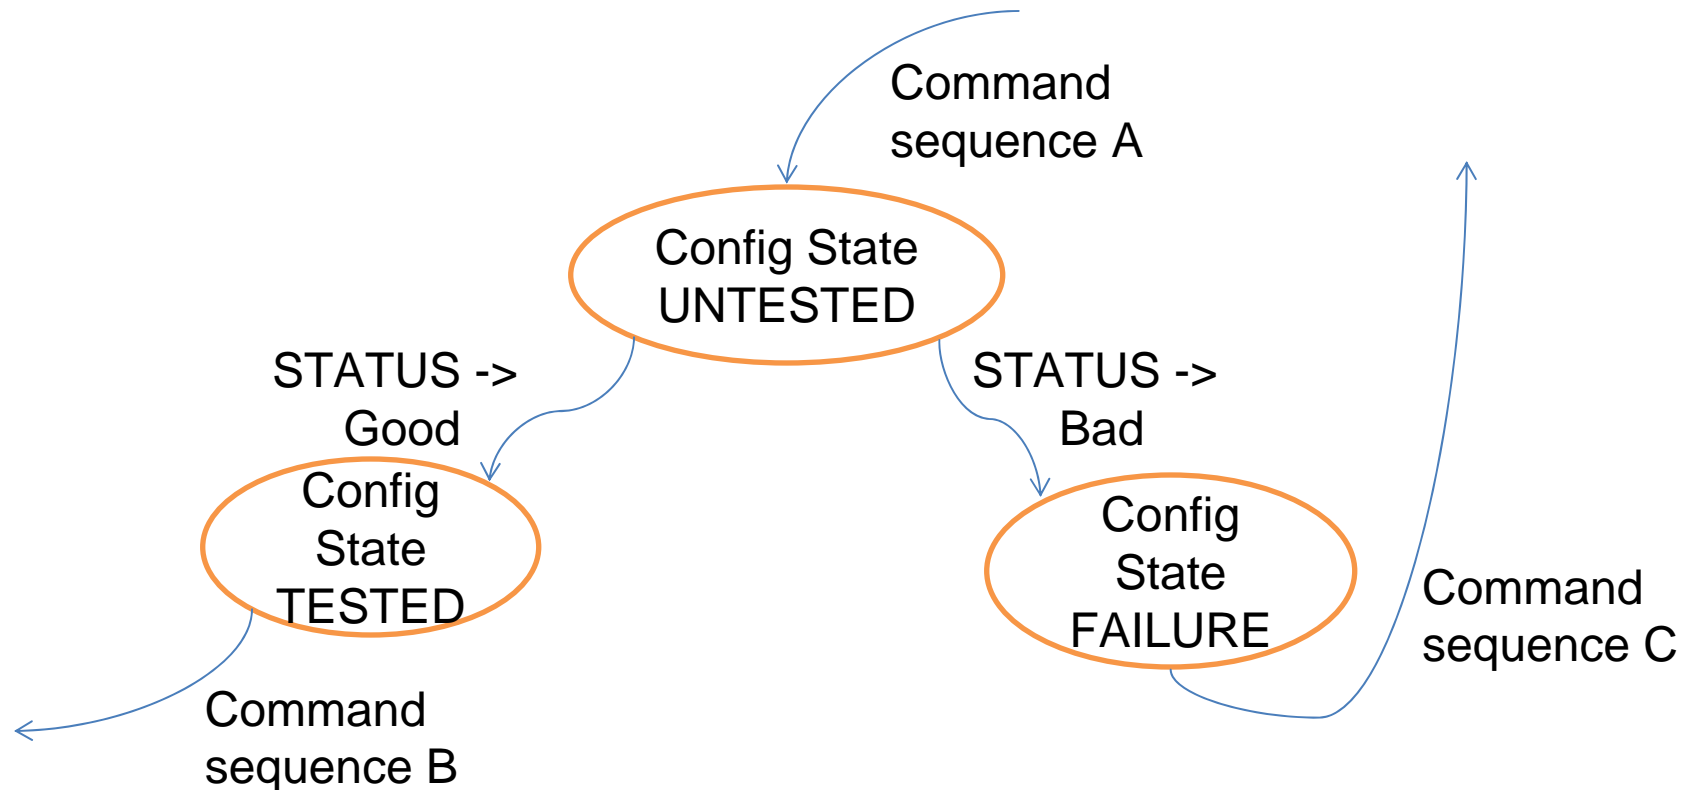 Command
sequence A
Config State
UNTESTED
STATUS ->
Good
STATUS ->
Bad
Config
State
TESTED
Config
State
FAILURE
Command
sequence C
Command
sequence B